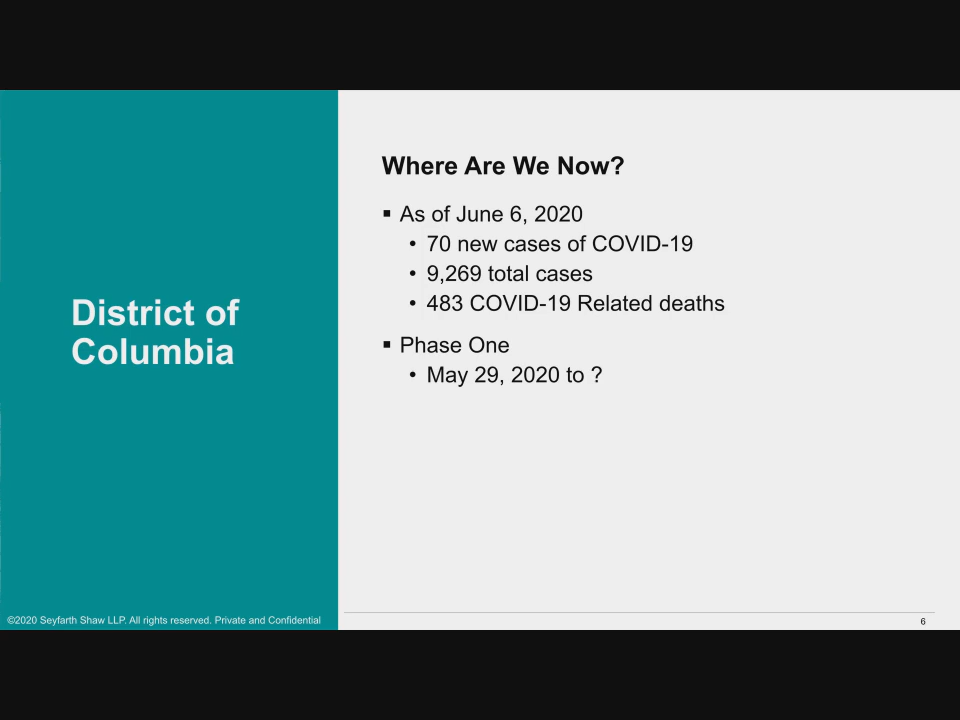 District of
Columbia
Where Are We Now?
▪ As of June 6, 2020
• 70 new cases of COVID-19
• 9,269 total cases
• 483 COVID-19 Related deaths
▪ Phase One
• May 29, 2020 to ?
©2020 Seyfarth Shaw LLP. All rights reserved. Private and Confidential
6